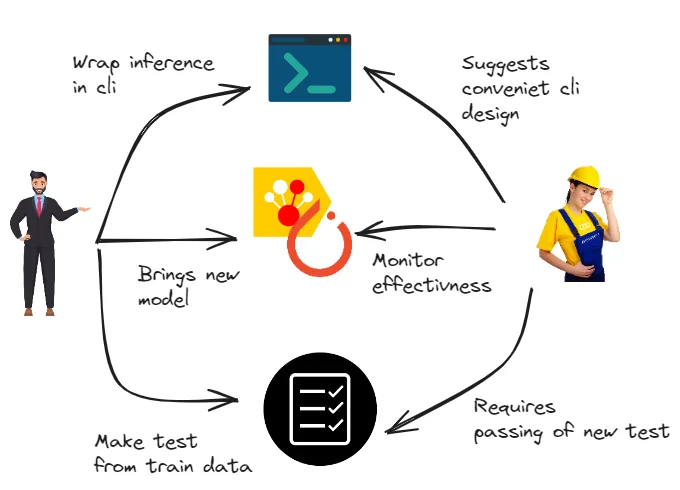 Wrap inference
in cli
Suggests
conveniet cli
design
Brings new
model
Monitor
effectivness
Make test
from train data
Requires
passing of new test